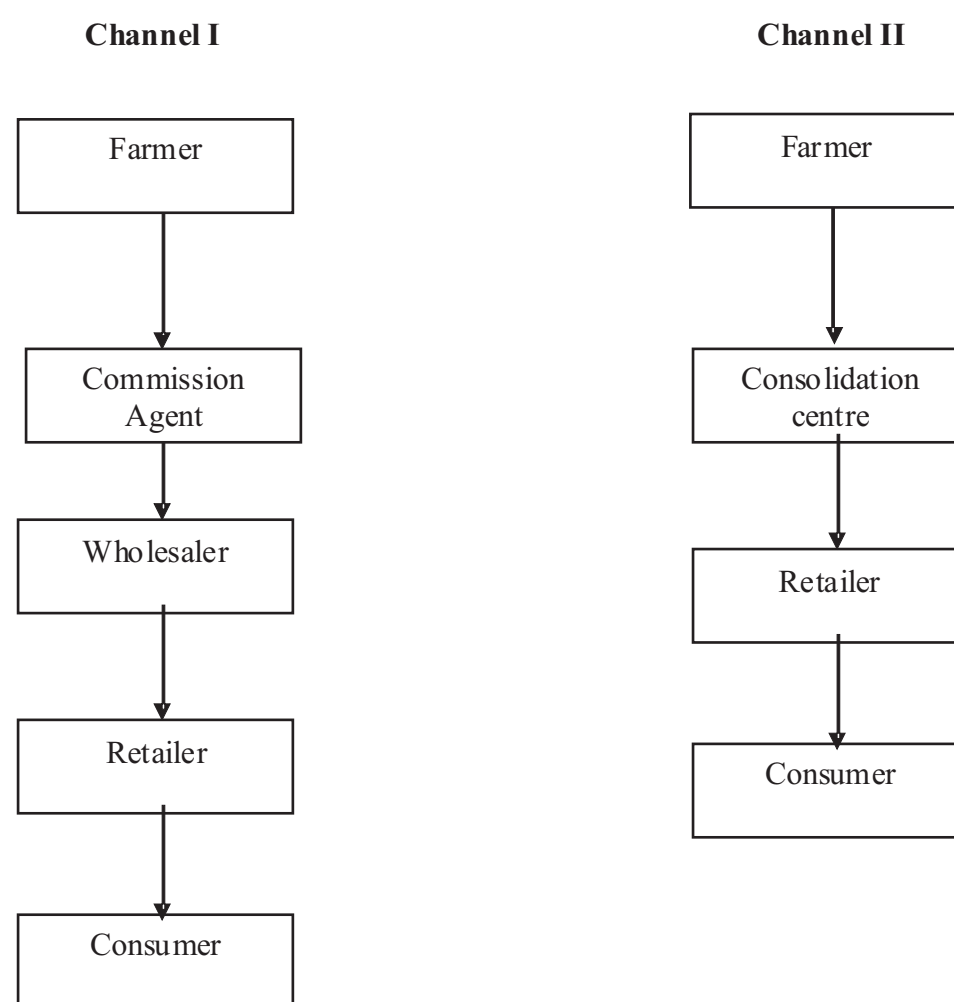 Channel I
Farmer
Commission
Agent
Wholesaler
Retailer
Consumer
Channel II
Farmer
Consolidation
centre
Retailer
Consumer